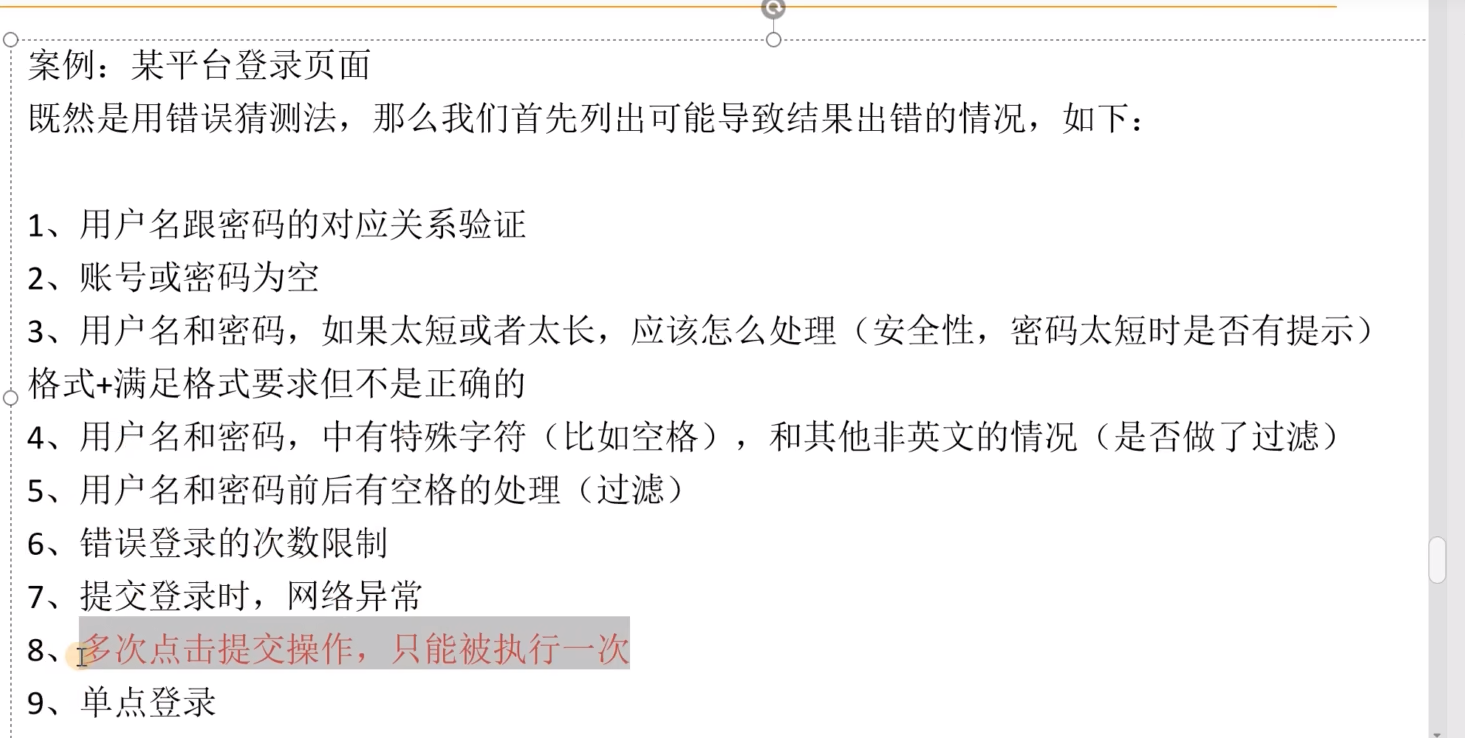 案例：某平台登录页面
既然是用错误猜测法，那么我们首先列出可能导致结果出错的情况，如下：
1、用户名跟密码的对应关系验证
2、账号或密码为空
3、用户名和密码，如果太短或者太长，应该怎么处理（安全性，密码太短时是否有提示）
格式+满足格式要求但不是正确的
4、用户名和密码，中有特殊字符（比如空格），和其他非英文的情况（是否做了过滤）
5、用户名和密码前后有空格的处理（过滤）
6、错误登录的次数限制
7、提交登录时，网络异常
8、多次点击提交操作，只能被执行一次
9、单点登录